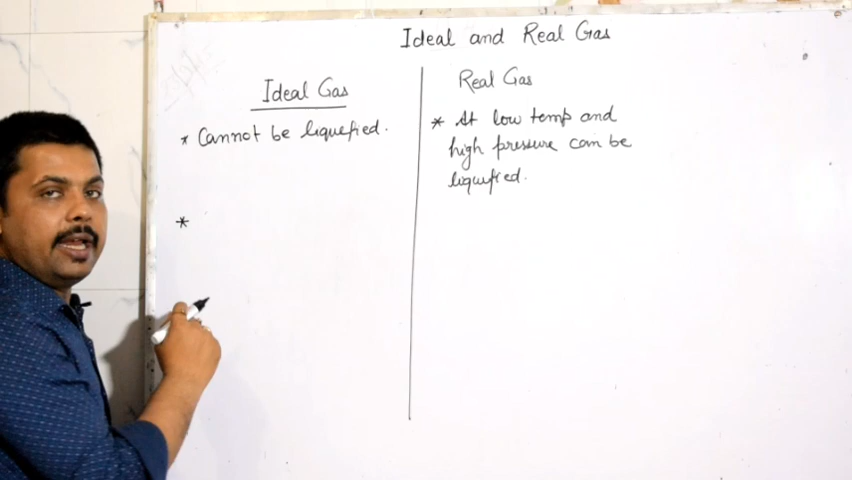 Ideal and Real Gas
Ideal Gas
* Cannot be liquefied.
*
Real Gas
* At low temp and
high pressure can be
liquified.